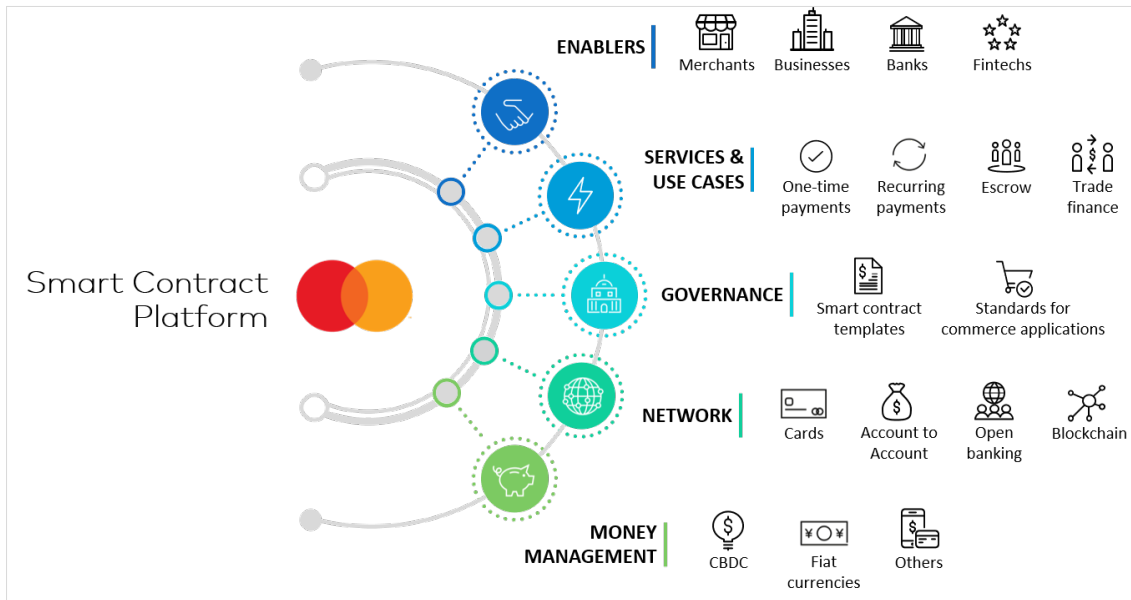 Smart Contract
Platform
ENABLERS
Merchants
Businesses
Banks
Fintechs
SERVICES &
USE CASES
One-time
payments
Recurring
payments
Escrow
Trade
finance
GOVERNANCE
Smart contract
templates
Standards for
commerce applications
NETWORK
Cards
Account to
Account
Open
banking
Blockchain
MONEY
MANAGEMENT
CBDC
Fiat
currencies
Others